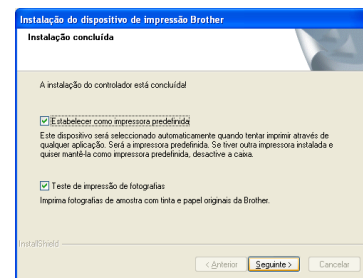 Instalação do dispositivo de impressão Brother
Instalação concluída
A instalação do controlador está concluída!
Estabelecer como impressora predefinida
Este dispositivo será seleccionado automaticamente quando tentar imprimir através de
qualquer aplicação. Será a impressora predefinida. Se tiver outra impressora instalada e
quiser mantê-la como impressora predefinida, desactive a caixa.
Teste de impressão de fotografias
Imprima fotografias de amostra com tinta e papel originais da Brother.
InstallShield
< Anterior Seguinte > Cancelar